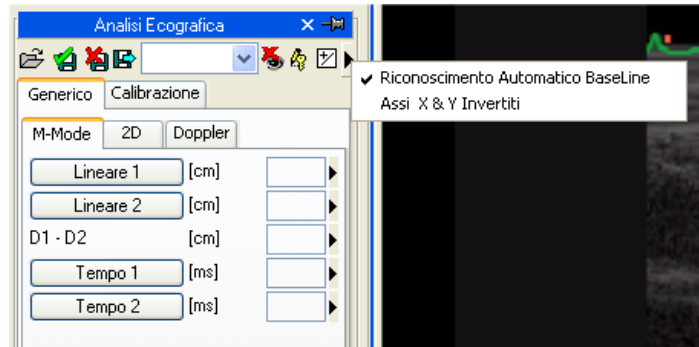 Analisi Ecografica
Riconoscimento Automatico BaseLine
Assi X & Y Invertiti
Generico Calibrazione
M-Mode 2D Doppler
Lineare 1 [cm]
Lineare 2 [cm]
D1 - D2 [cm]
Tempo 1 [ms]
Tempo 2 [ms]